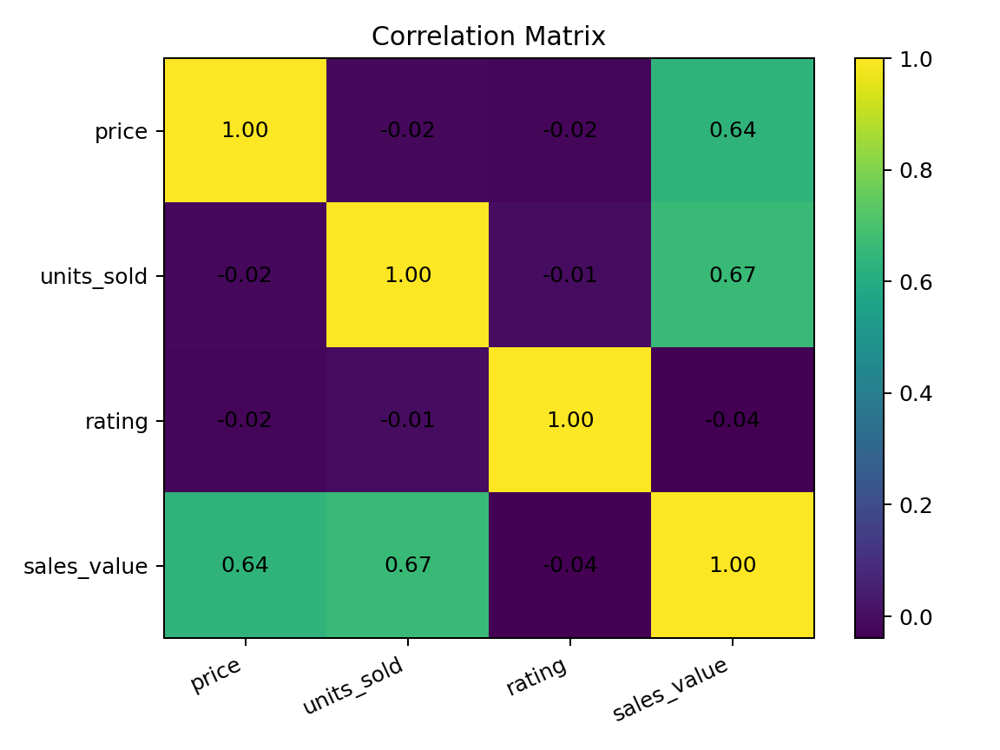 Correlation Matrix
price 1.00 -0.02 -0.02 0.64
units_sold -0.02 1.00 -0.01 0.67
rating -0.02 -0.01 1.00 -0.04
sales_value 0.64 0.67 -0.04 1.00
price units_sold rating sales_value
1.0
0.8
0.6
0.4
0.2
0.0